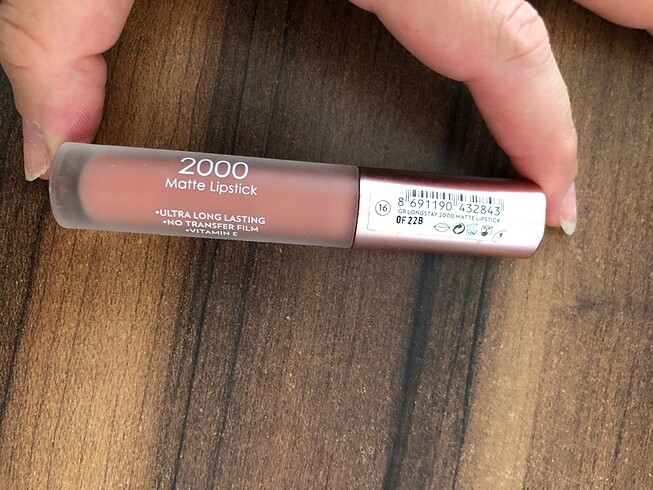 2000
Matte Lipstick
•ULTRA LONG LASTING
•NO TRANSFER FILM
•VITAMIN E
16
8 691190 432843
GR LONGSTAY 2000 MATTE LIPSTICK
0F22B